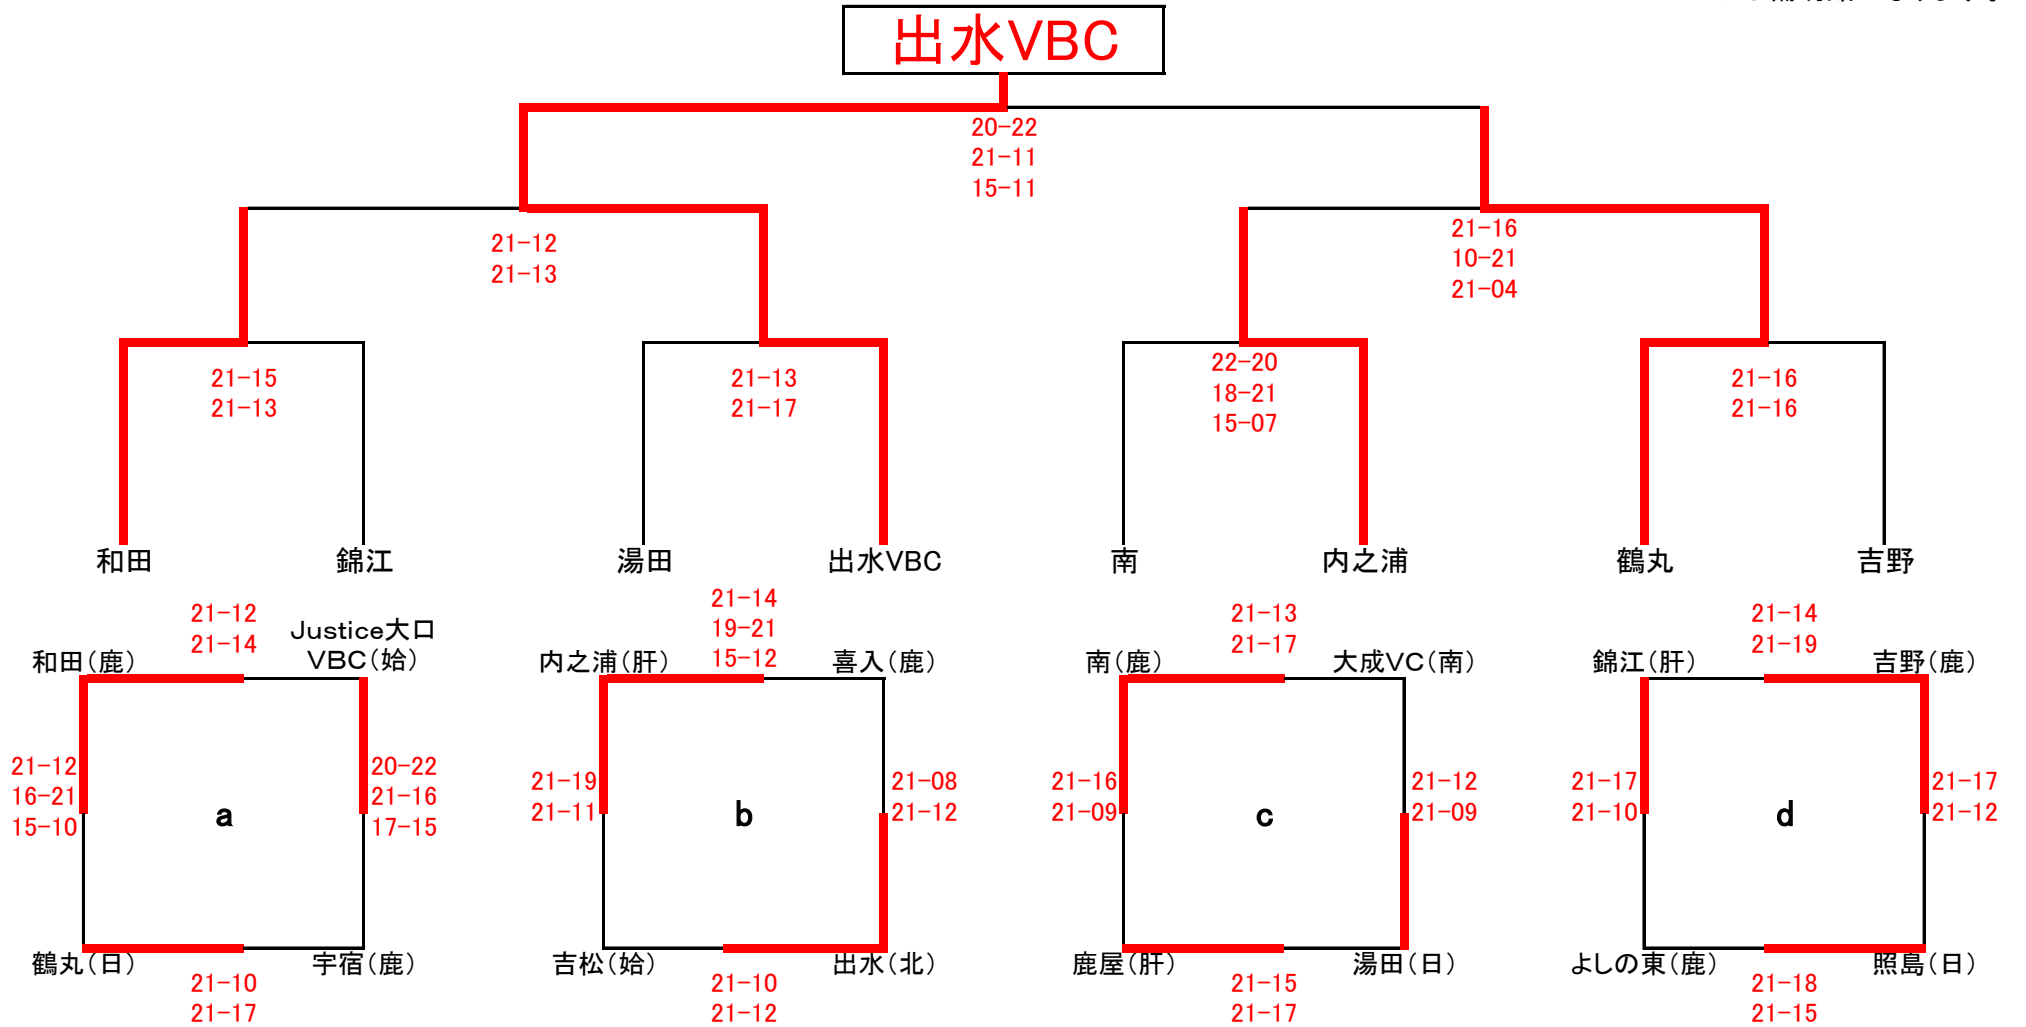 出水VBC
20-22
21-11
15-11
21-12
21-13
21-16
10-21
21-04
21-15
21-13
21-13
21-17
22-20
18-21
15-07
21-16
21-16
和田
錦江
湯田
出水VBC
南
内之浦
鶴丸
吉野
21-12
21-14
和田(鹿)
Justice大口
VBC(姶)
21-14
19-21
15-12
内之浦(肝)
喜入(鹿)
21-13
21-17
南(鹿)
大成VC(南)
21-14
21-19
錦江(肝)
吉野(鹿)
21-12
16-21
15-10
a
20-22
21-16
17-15
21-19
21-11
b
21-08
21-12
21-16
21-09
c
21-12
21-09
21-17
21-10
d
21-17
21-12
鶴丸(日)
宇宿(鹿)
21-10
21-17
吉松(姶)
出水(北)
21-10
21-12
鹿屋(肝)
湯田(日)
21-15
21-17
よしの東(鹿)
照島(日)
21-18
21-15